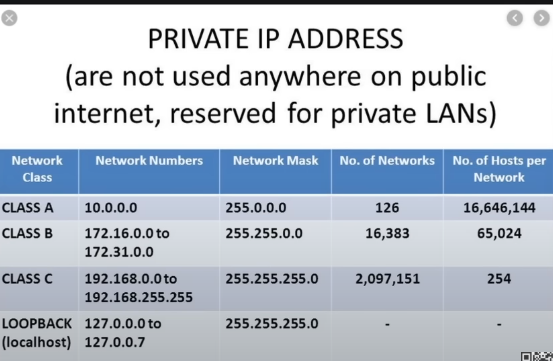 PRIVATE IP ADDRESS
(are not used anywhere on public
internet, reserved for private LANs)
Network Class Network Numbers Network Mask No. of Networks No. of Hosts per Network
CLASS A 10.0.0.0 255.0.0.0 126 16,646,144
CLASS B 172.16.0.0 to 172.31.0.0 255.255.0.0 16,383 65,024
CLASS C 192.168.0.0 to 192.168.255.255 255.255.255.0 2,097,151 254
LOOPBACK (localhost) 127.0.0.0 to 127.0.0.7 255.255.255.0 - -